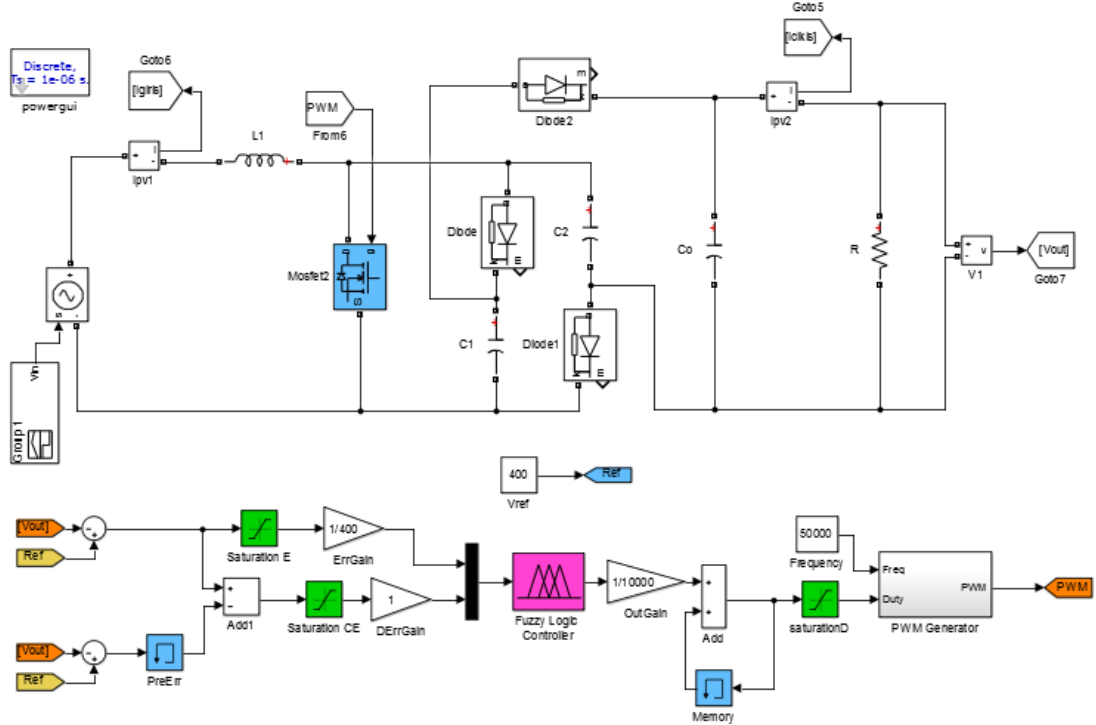 Goto5
[Icikis]
Discrete,
Ts = 1e-06 s.
powergui
Goto6
[Igiris]
PWM
From6
m
Diode2
+
-
i
Ipv2
L1
+
-
i
Ipv1
Diode
m
C2
Co
R
+
-
v
V1
[Vout]
Goto7
Mosfet2
S
+
-
s
C1
Diode1
m
Vin
Group 1
400
Vref
Ref
[Vout]
Ref
Saturation E
1/400
ErrGain
50000
Frequency
Add1
Saturation CE
1
DErrGain
Fuzzy Logic
Controller
1/10000
OutGain
Add
saturationD
Freq
Duty
PWM
PWM Generator
PWM
[Vout]
Ref
PreErr
Memory